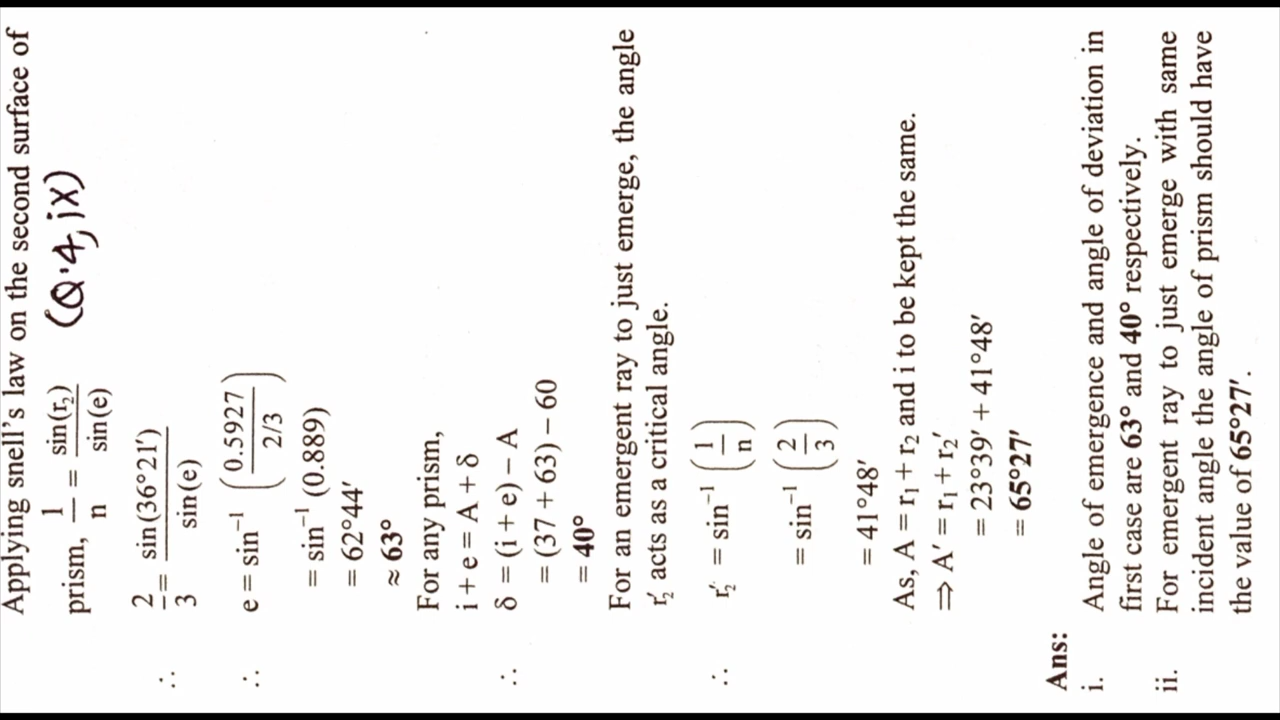 Applying snell's law on the second surface of
prism, 1/n = sin(r₂)/sin(e) (Q.4, ix)
∴ 2/3 = sin(36°21′)/sin(e)
∴ e = sin⁻¹ (0.5927/(2/3))
= sin⁻¹ (0.889)
= 62°44′
≈ 63°
For any prism,
i + e = A + δ
∴ δ = (i + e) – A
= (37 + 63) – 60
= 40°
For an emergent ray to just emerge, the angle
r₂′ acts as a critical angle.
∴ r₂′ = sin⁻¹ (1/n)
= sin⁻¹ (2/3)
= 41°48′
As, A = r₁ + r₂ and i to be kept the same.
⇒ A′ = r₁ + r₂′
= 23°39′ + 41°48′
= 65°27′
Ans:
i. Angle of emergence and angle of deviation in
first case are 63° and 40° respectively.
ii. For emergent ray to just emerge with same
incident angle the angle of prism should have
the value of 65°27′.